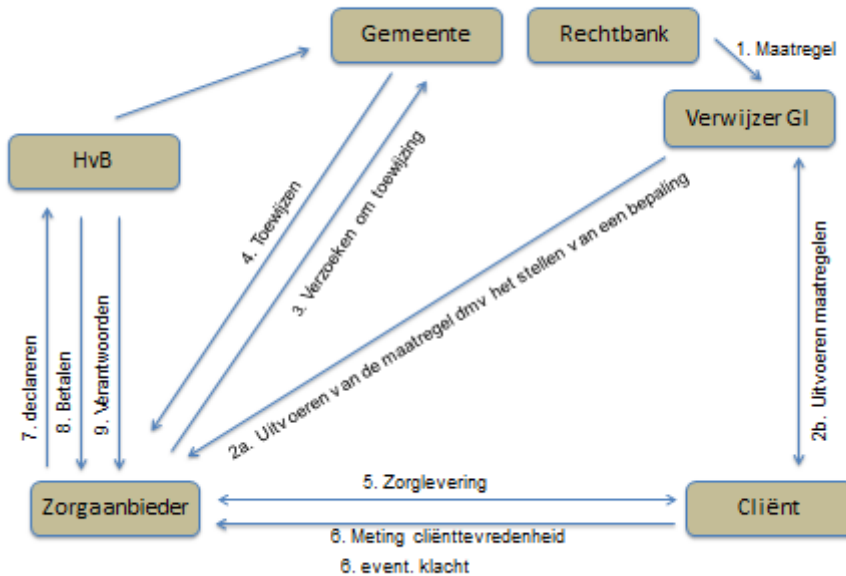 Gemeente
Rechtbank
1. Maatregel
Verwijzer GI
HvB
4. Toewijzen
3. Verzoeken om toewijzing
2a. Uitvoeren van de maatregel dmv het stellen van een bepaling
2b. Uitvoeren maatregelen
7. declareren
8. Betalen
9. Verantwoorden
Zorgaanbieder
5. Zorglevering
Cliënt
6. Meting cliënttevredenheid
6. event. klacht